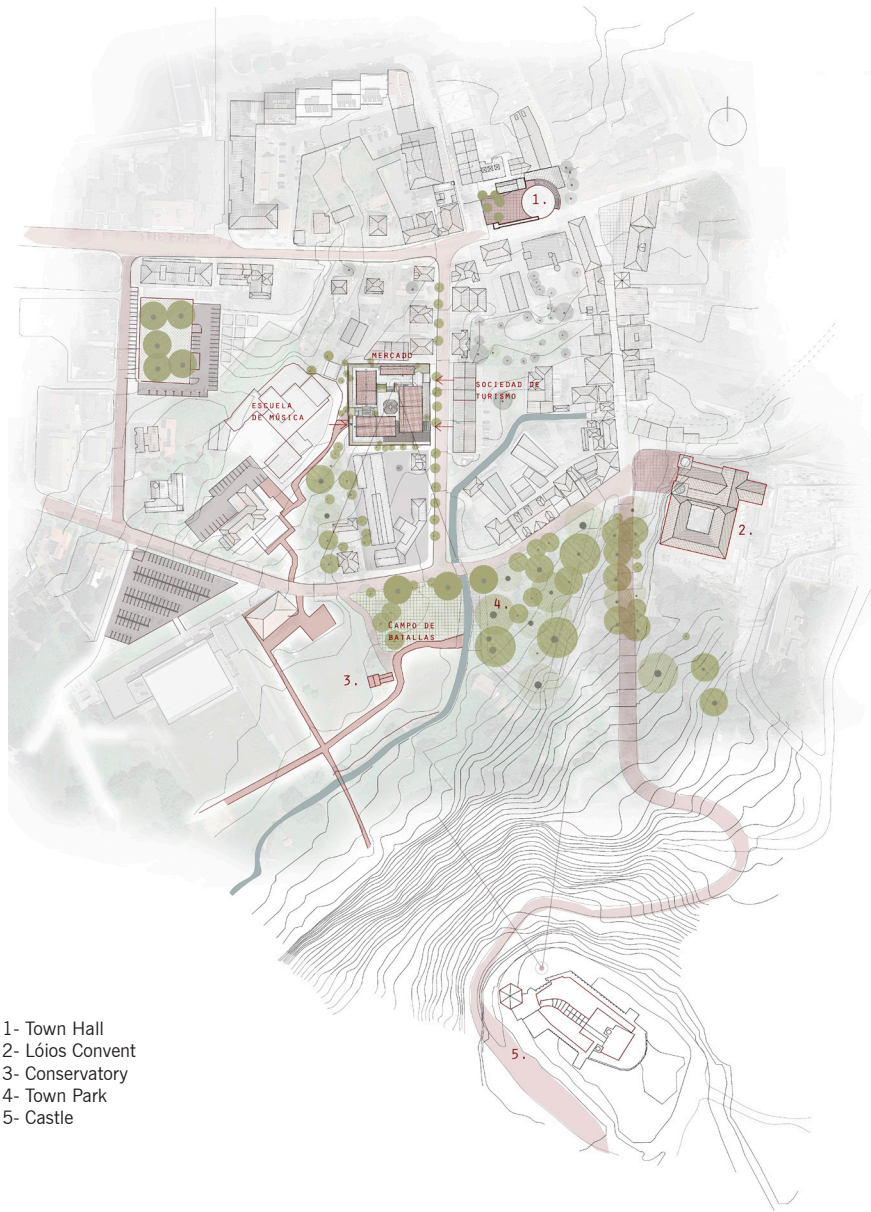 1.
MERCADO
SOCIEDAD DE
TURISMO
ESCUELA
DE MÚSICA
2.
4.
CAMPO DE
BATALLAS
3.
5.
1- Town Hall
2- Lóios Convent
3- Conservatory
4- Town Park
5- Castle